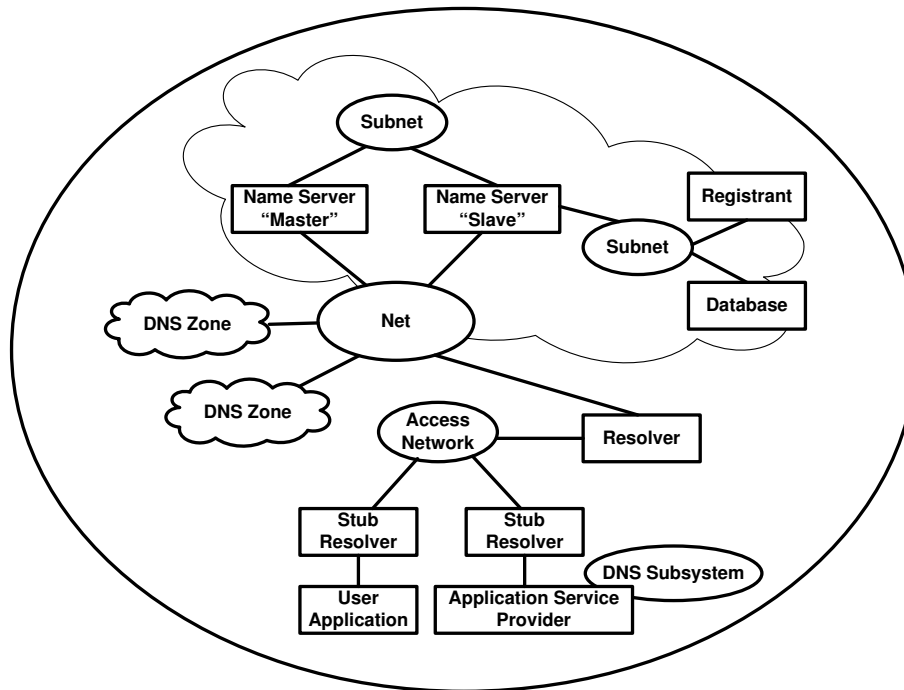 Subnet
Name Server
“Master”
Name Server
“Slave”
Registrant
Subnet
Database
DNS Zone
Net
DNS Zone
Access
Network
Resolver
Stub
Resolver
Stub
Resolver
DNS Subsystem
User
Application
Application Service
Provider